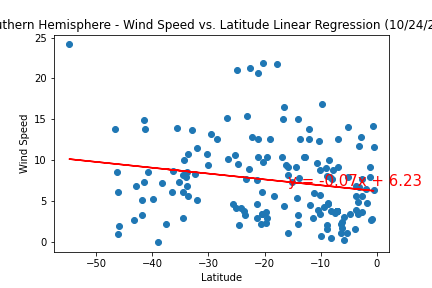 uthern Hemisphere - Wind Speed vs. Latitude Linear Regression (10/24/2
25
20
15
10
5
0
Wind Speed
y = -0.07x + 6.23
−50 −40 −30 −20 −10 0
Latitude